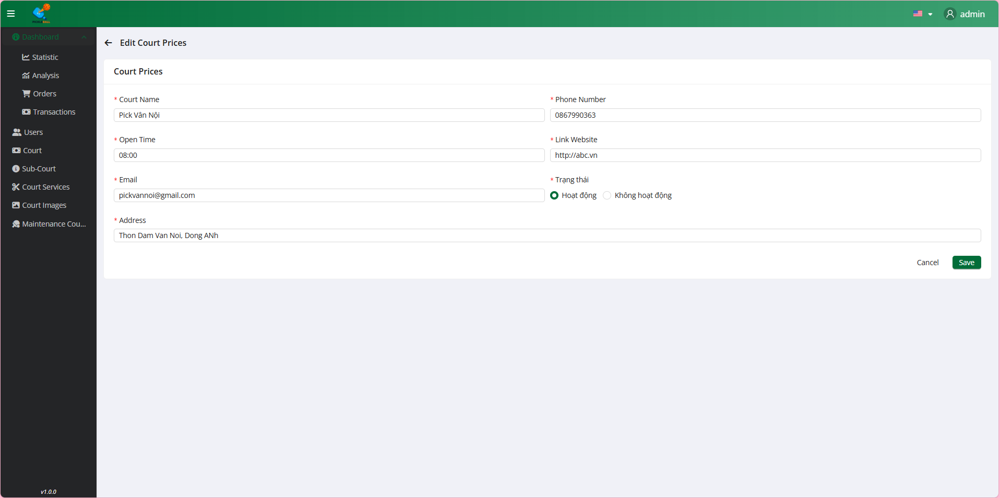 PICKLEBALL
admin
Dashboard
Statistic
Analysis
Orders
Transactions
Users
Court
Sub-Court
Court Services
Court Images
Maintenance Cou...
v1.0.0
Edit Court Prices
Court Prices
* Court Name
Pick Vân Nội
* Phone Number
0867990363
* Open Time
08:00
* Link Website
http://abc.vn
* Email
pickvannoi@gmail.com
* Trạng thái
Hoạt động
Không hoạt động
* Address
Thon Dam Van Noi, Dong ANh
Cancel
Save